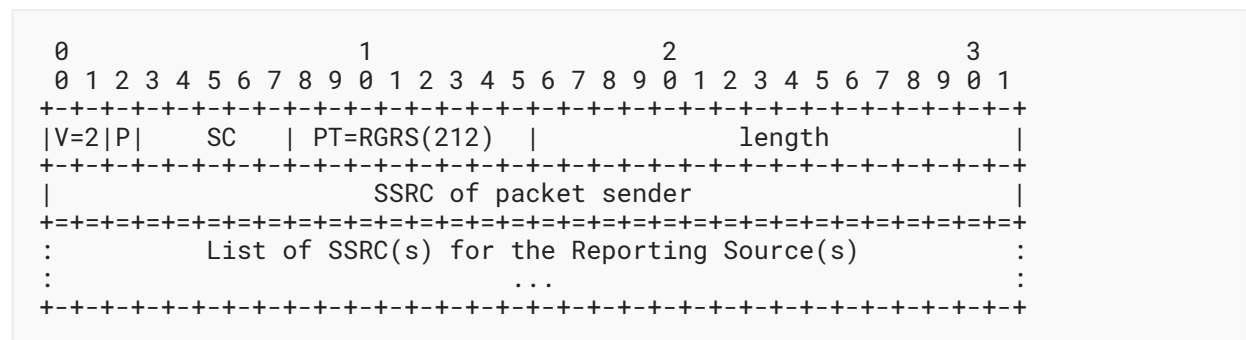 0                   1                   2                   3
 0 1 2 3 4 5 6 7 8 9 0 1 2 3 4 5 6 7 8 9 0 1 2 3 4 5 6 7 8 9 0 1
+-+-+-+-+-+-+-+-+-+-+-+-+-+-+-+-+-+-+-+-+-+-+-+-+-+-+-+-+-+-+-+-+
|V=2|P|    SC   | PT=RGRS(212)  |             length            |
+-+-+-+-+-+-+-+-+-+-+-+-+-+-+-+-+-+-+-+-+-+-+-+-+-+-+-+-+-+-+-+-+
|                     SSRC of packet sender                     |
+=+=+=+=+=+=+=+=+=+=+=+=+=+=+=+=+=+=+=+=+=+=+=+=+=+=+=+=+=+=+=+=+
:          List of SSRC(s) for the Reporting Source(s)          :
:                              ...                              :
+-+-+-+-+-+-+-+-+-+-+-+-+-+-+-+-+-+-+-+-+-+-+-+-+-+-+-+-+-+-+-+-+